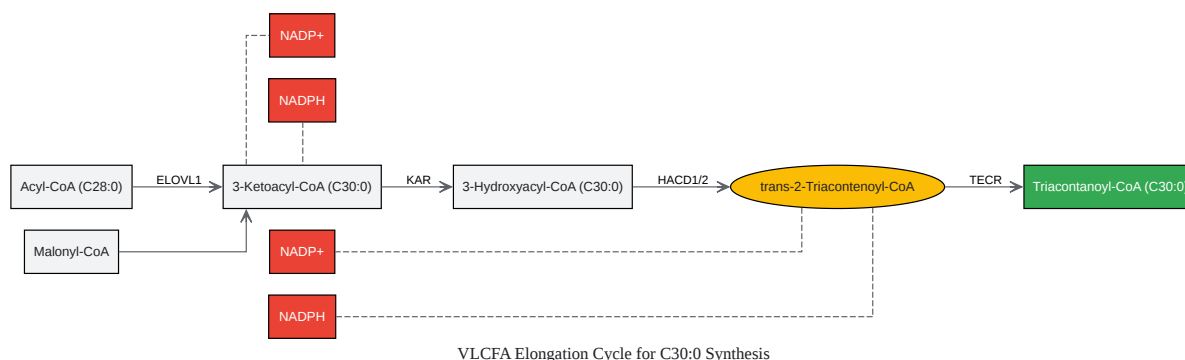 NADP+
NADPH
Acyl-CoA (C28:0)
ELOVL1
3-Ketoacyl-CoA (C30:0)
KAR
3-Hydroxyacyl-CoA (C30:0)
HACD1/2
trans-2-Triacontenoyl-CoA
TECR
Triacontanoyl-CoA (C30:0)
Malonyl-CoA
NADP+
NADPH
VLCFA Elongation Cycle for C30:0 Synthesis